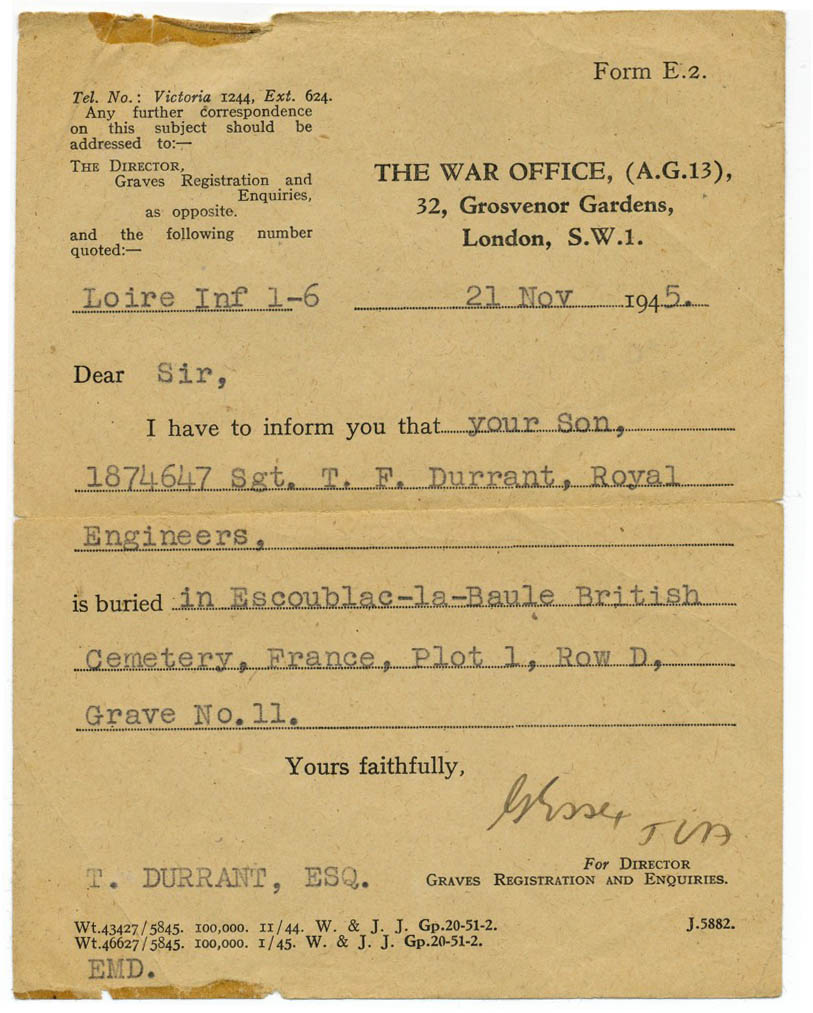 Form E.2.
Tel. No.: Victoria 1244, Ext. 624.
Any further correspondence
on this subject should be
addressed to:—
THE DIRECTOR,
Graves Registration and
Enquiries,
as opposite.
and the following number
quoted:—
THE WAR OFFICE, (A.G.13),
32, Grosvenor Gardens,
London, S.W.1.
Loire Inf 1-6
21 Nov 1945.
Dear Sir,
I have to inform you that your Son,
1874647 Sgt. T. F. Durrant, Royal
Engineers,
is buried in Escoublac-la-Baule British
Cemetery, France, Plot 1, Row D,
Grave No.11.
Yours faithfully,
For DIRECTOR
GRAVES REGISTRATION AND ENQUIRIES.
T. DURRANT, ESQ.
Wt.43427/5845. 100,000. 11/44. W. & J. J. Gp.20-51-2.
J.5882.
Wt.46627/5845. 100,000. 1/45. W. & J. J. Gp.20-51-2.
EMD.